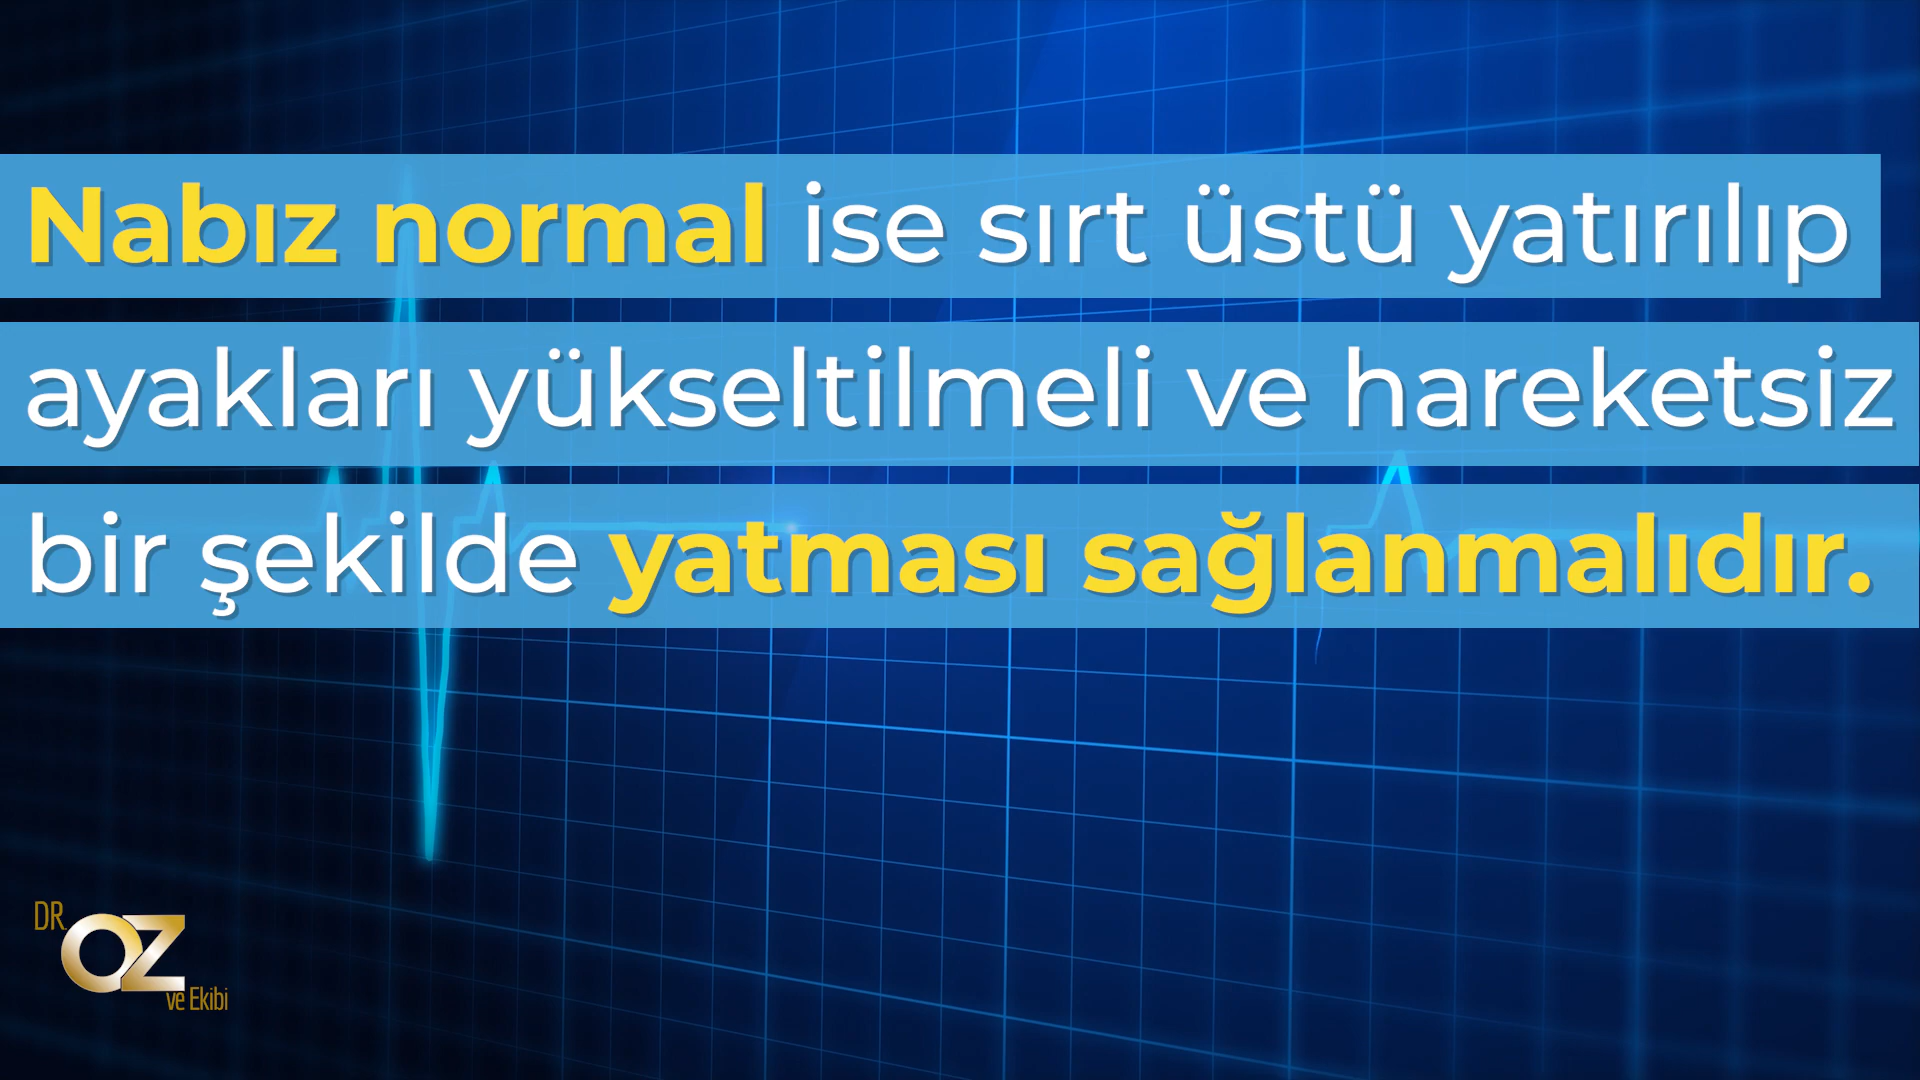 Nabız normal ise sırt üstü yatırılıp
ayakları yükseltilmeli ve hareketsiz
bir şekilde yatması sağlanmalıdır.
DR.
OZ
ve Ekibi